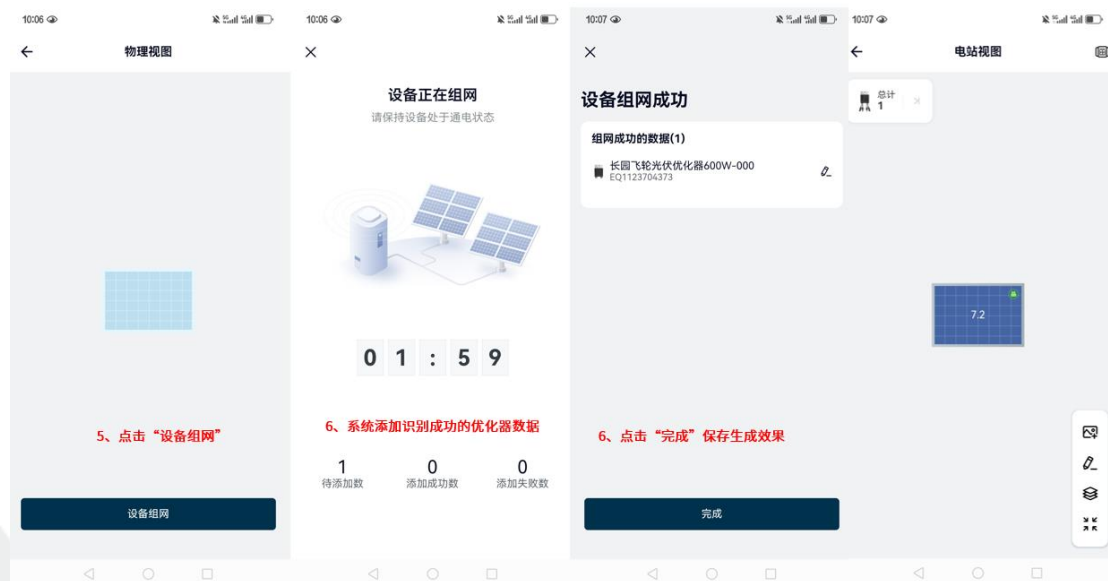 10:06
物理视图
5、点击“设备组网”
设备组网
10:06
设备正在组网
请保持设备处于通电状态
01:59
6、系统添加识别成功的优化器数据
1
待添加数
0
添加成功数
0
添加失败数
10:07
设备组网成功
组网成功的数据(1)
长园飞轮光伏优化器600W-000
EQ1123704373
6、点击“完成”保存生成效果
完成
10:07
电站视图
总计
1
7.2